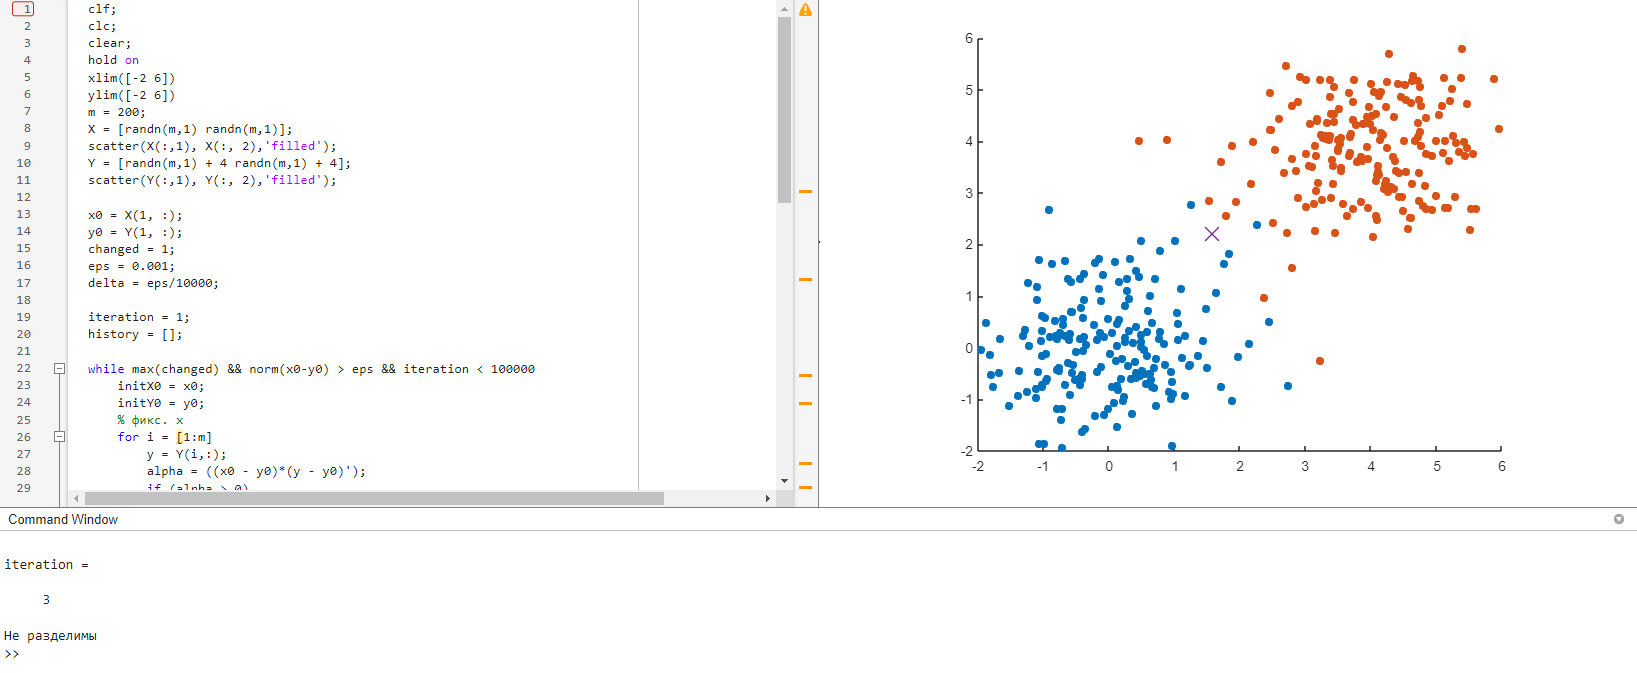 1 clf;
2 clc;
3 clear;
4 hold on
5 xlim([-2 6])
6 ylim([-2 6])
7 m = 200;
8 X = [randn(m,1) randn(m,1)];
9 scatter(X(:,1), X(:, 2),'filled');
10 Y = [randn(m,1) + 4 randn(m,1) + 4];
11 scatter(Y(:,1), Y(:, 2),'filled');
12
13 x0 = X(1, :);
14 y0 = Y(1, :);
15 changed = 1;
16 eps = 0.001;
17 delta = eps/10000;
18
19 iteration = 1;
20 history = [];
21
22 while max(changed) && norm(x0-y0) > eps && iteration < 100000
23 initX0 = x0;
24 initY0 = y0;
25 % фикс. x
26 for i = [1:m]
27 y = Y(i,:);
28 alpha = ((x0 - y0)*(y - y0)');
29 if (alpha > 0)
6
5
4
3
2
1
0
-1
-2
-2 -1 0 1 2 3 4 5 6
Command Window
iteration =
3
Не разделимы
>>